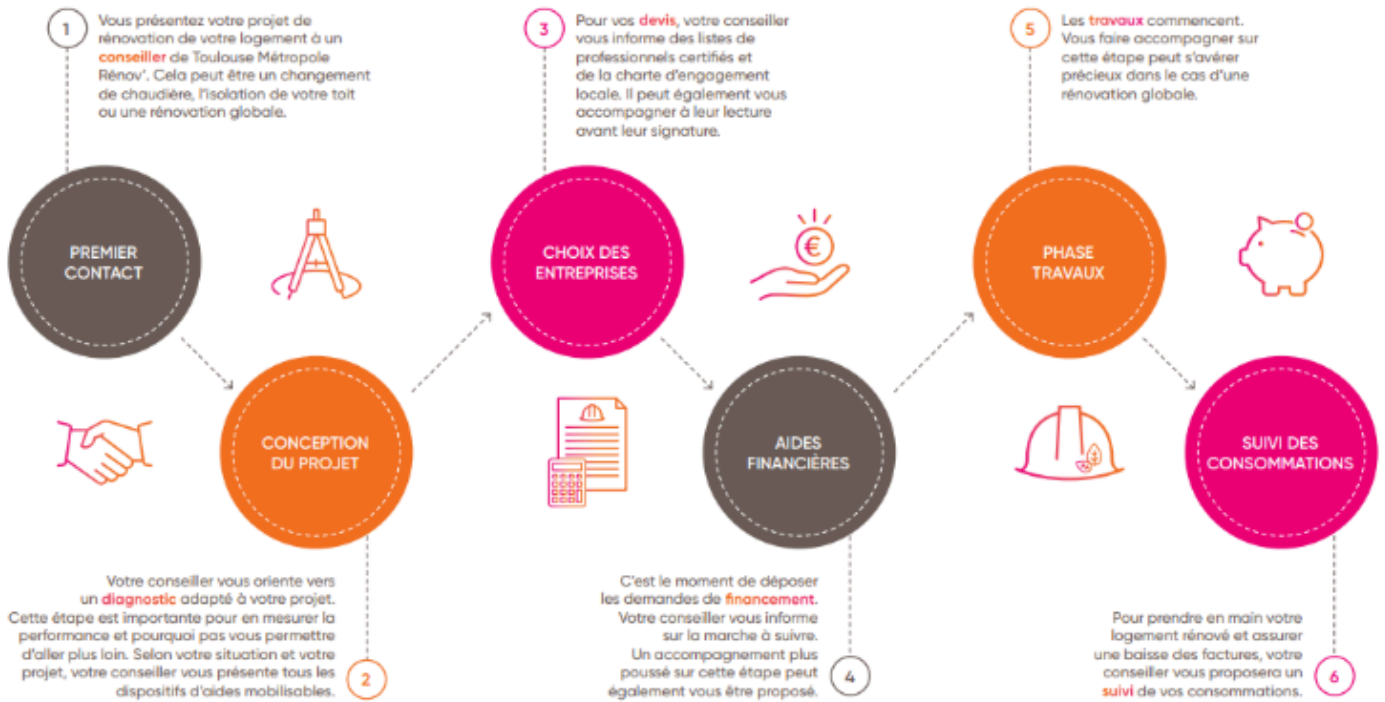 1
Vous présentez votre projet de
rénovation de votre logement à un
conseiller de Toulouse Métropole
Rénov'. Cela peut être un changement
de chaudière, l'isolation de votre toit
ou une rénovation globale.
PREMIER
CONTACT
CONCEPTION
DU PROJET
Votre conseiller vous oriente vers
un diagnostic adapté à votre projet.
Cette étape est importante pour en mesurer la
performance et pourquoi pas vous permettre
d'aller plus loin. Selon votre situation et votre
projet, votre conseiller vous présente tous les
dispositifs d'aides mobilisables.
2
3
Pour vos devis, votre conseiller
vous informe des listes de
professionnels certifiés et
de la charte d'engagement
locale. Il peut également vous
accompagner à leur lecture
avant leur signature.
CHOIX DES
ENTREPRISES
€
AIDES
FINANCIÈRES
C'est le moment de déposer
les demandes de financement.
Votre conseiller vous informe
sur la marche à suivre.
Un accompagnement plus
poussé sur cette étape peut
également vous être proposé.
4
5
Les travaux commencent.
Vous faire accompagner sur
cette étape peut s'avérer
précieux dans le cas d'une
rénovation globale.
PHASE
TRAVAUX
SUIVI DES
CONSOMMATIONS
Pour prendre en main votre
logement rénové et assurer
une baisse des factures, votre
conseiller vous proposera un
suivi de vos consommations.
6